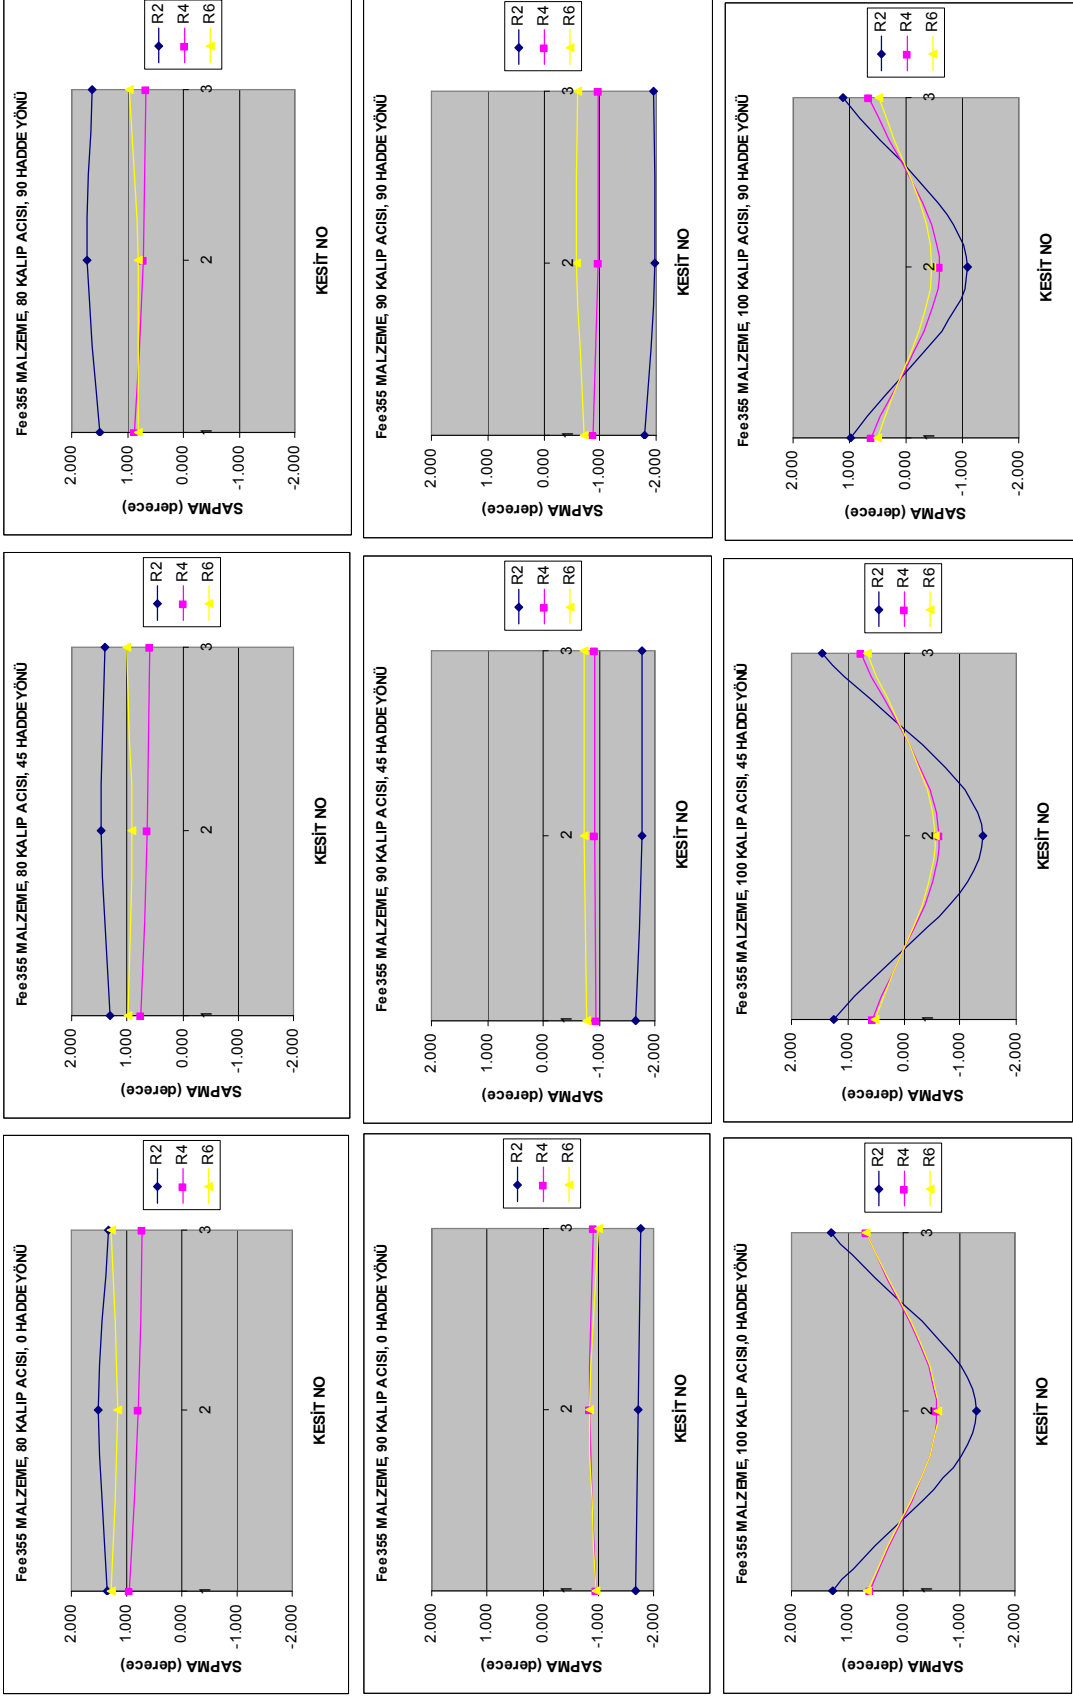 Fee355 MALZEME, 80 KALIP ACISI, 0 HADDE YÖNÜ
2.000
1.000
0.000
-1.000
-2.000
1
2
3
KESİT NO
SAPMA (derece)
R2
R4
R6
Fee355 MALZEME, 80 KALIP ACISI, 45 HADDE YÖNÜ
2.000
1.000
0.000
-1.000
-2.000
1
2
3
KESİT NO
SAPMA (derece)
R2
R4
R6
Fee355 MALZEME, 80 KALIP ACISI, 90 HADDE YÖNÜ
2.000
1.000
0.000
-1.000
-2.000
1
2
3
KESİT NO
SAPMA (derece)
R2
R4
R6
Fee355 MALZEME, 90 KALIP ACISI, 0 HADDE YÖNÜ
2.000
1.000
0.000
-1.000
-2.000
1
2
3
KESİT NO
SAPMA (derece)
R2
R4
R6
Fee355 MALZEME, 90 KALIP ACISI, 45 HADDE YÖNÜ
2.000
1.000
0.000
-1.000
-2.000
1
2
3
KESİT NO
SAPMA (derece)
R2
R4
R6
Fee355 MALZEME, 90 KALIP ACISI, 90 HADDE YÖNÜ
2.000
1.000
0.000
-1.000
-2.000
1
2
3
KESİT NO
SAPMA (derece)
R2
R4
R6
Fee355 MALZEME, 100 KALIP ACISI,0 HADDE YÖNÜ
2.000
1.000
0.000
-1.000
-2.000
1
2
3
KESİT NO
SAPMA (derece)
R2
R4
R6
Fee355 MALZEME, 100 KALIP ACISI, 45 HADDE YÖNÜ
2.000
1.000
0.000
-1.000
-2.000
1
2
3
KESİT NO
SAPMA (derece)
R2
R4
R6
Fee355 MALZEME, 100 KALIP ACISI, 90 HADDE YÖNÜ
2.000
1.000
0.000
-1.000
-2.000
1
2
3
KESİT NO
SAPMA (derece)
R2
R4
R6